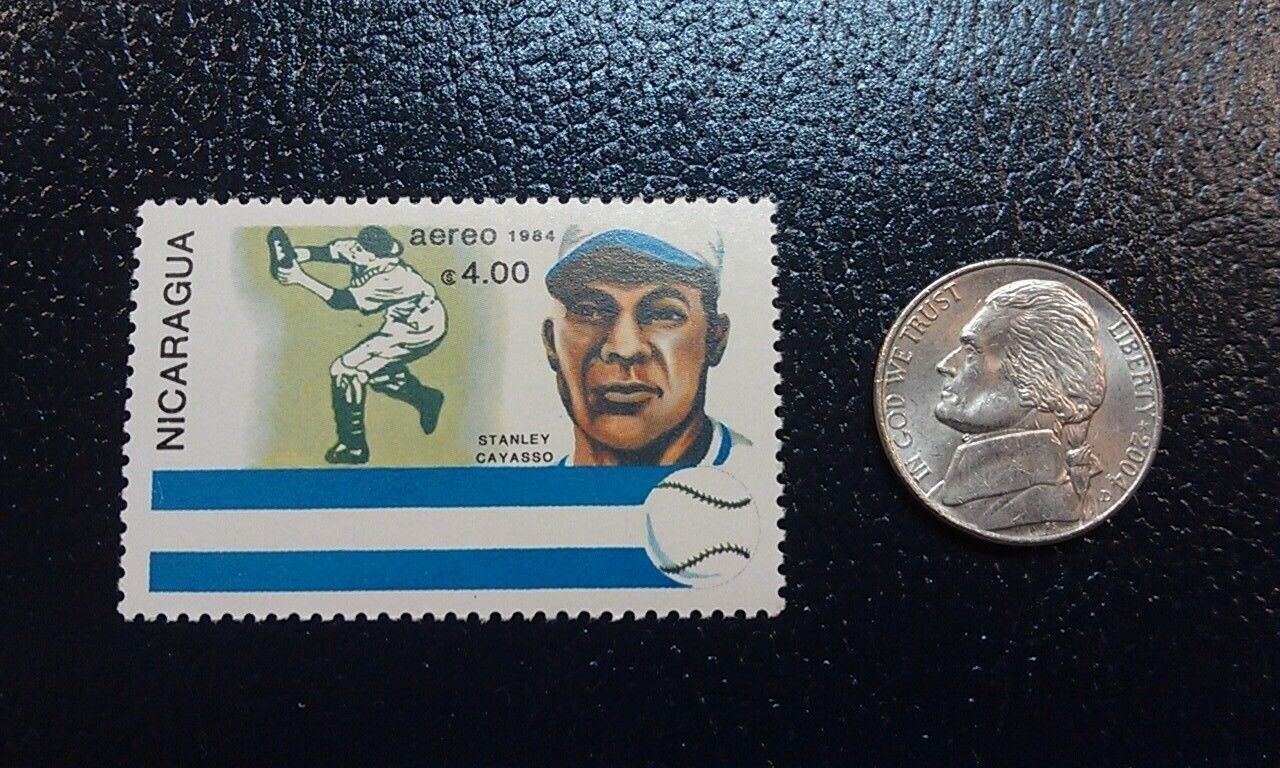 NICARAGUA
aereo 1984
₡4.00
STANLEY
CAYASSO
IN GOD WE TRUST
LIBERTY * 2004